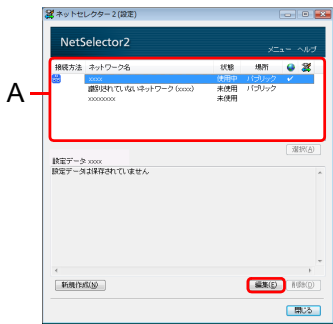 ネットセレクター2(設定)
NetSelector2
メニュー ヘルプ
接続方法 ネットワーク名 状態 場所
xxxx 使用中 パブリック ✔
識別されていないネットワーク(xxxx) 未使用 パブリック
xxxxxxxx 未使用
A
選択(A)
設定データ xxxx
設定データは保存されていません
新規作成(N) 編集(E) 削除(D)
閉じる